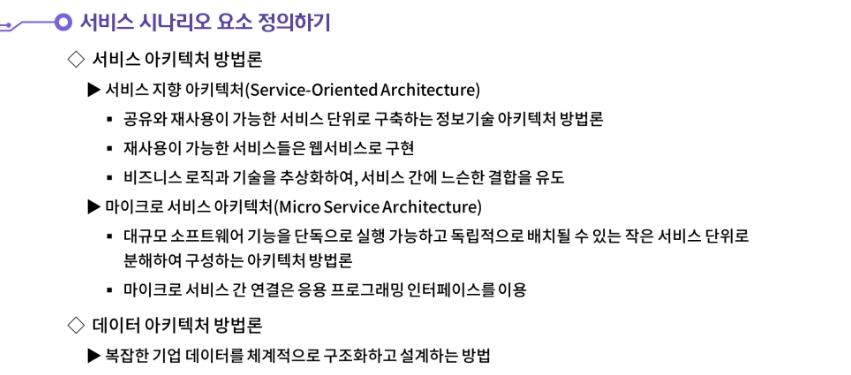 서비스 시나리오 요소 정의하기
◇ 서비스 아키텍처 방법론
▶ 서비스 지향 아키텍처(Service-Oriented Architecture)
▪ 공유와 재사용이 가능한 서비스 단위로 구축하는 정보기술 아키텍처 방법론
▪ 재사용이 가능한 서비스들은 웹서비스로 구현
▪ 비즈니스 로직과 기술을 추상화하여, 서비스 간에 느슨한 결합을 유도
▶ 마이크로 서비스 아키텍처(Micro Service Architecture)
▪ 대규모 소프트웨어 기능을 단독으로 실행 가능하고 독립적으로 배치될 수 있는 작은 서비스 단위로
분해하여 구성하는 아키텍처 방법론
▪ 마이크로 서비스 간 연결은 응용 프로그래밍 인터페이스를 이용
◇ 데이터 아키텍처 방법론
▶ 복잡한 기업 데이터를 체계적으로 구조화하고 설계하는 방법